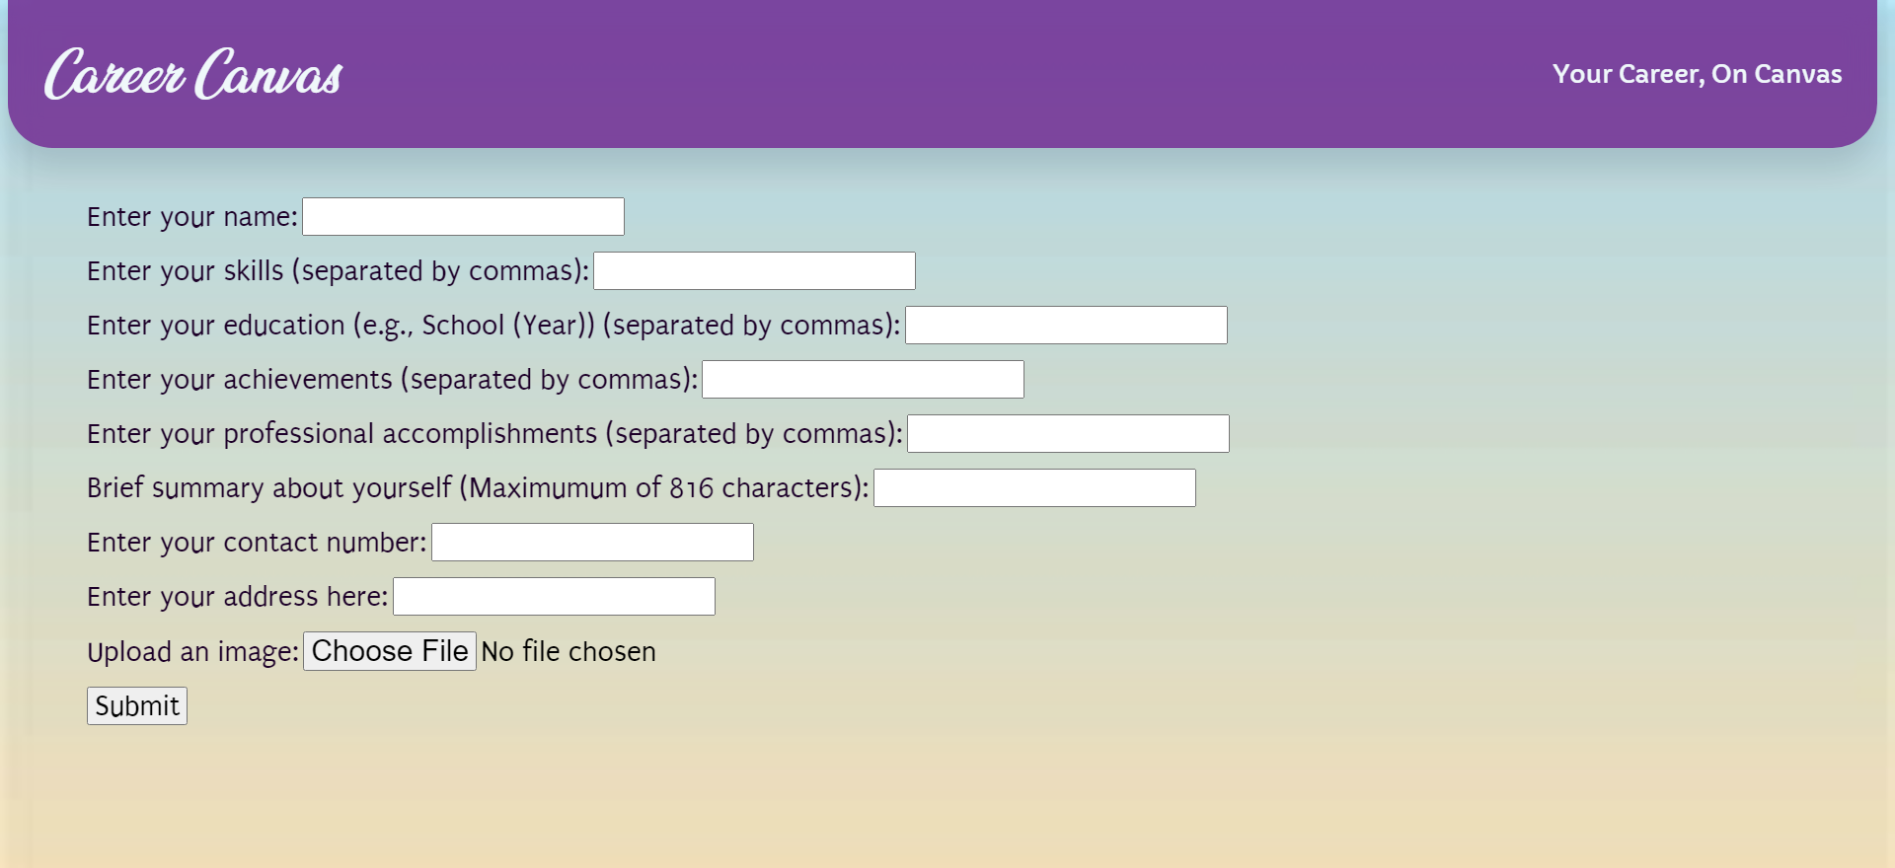 Career Canvas
Your Career, On Canvas
Enter your name:
Enter your skills (separated by commas):
Enter your education (e.g., School (Year)) (separated by commas):
Enter your achievements (separated by commas):
Enter your professional accomplishments (separated by commas):
Brief summary about yourself (Maximumum of 816 characters):
Enter your contact number:
Enter your address here:
Upload an image: Choose File No file chosen
Submit